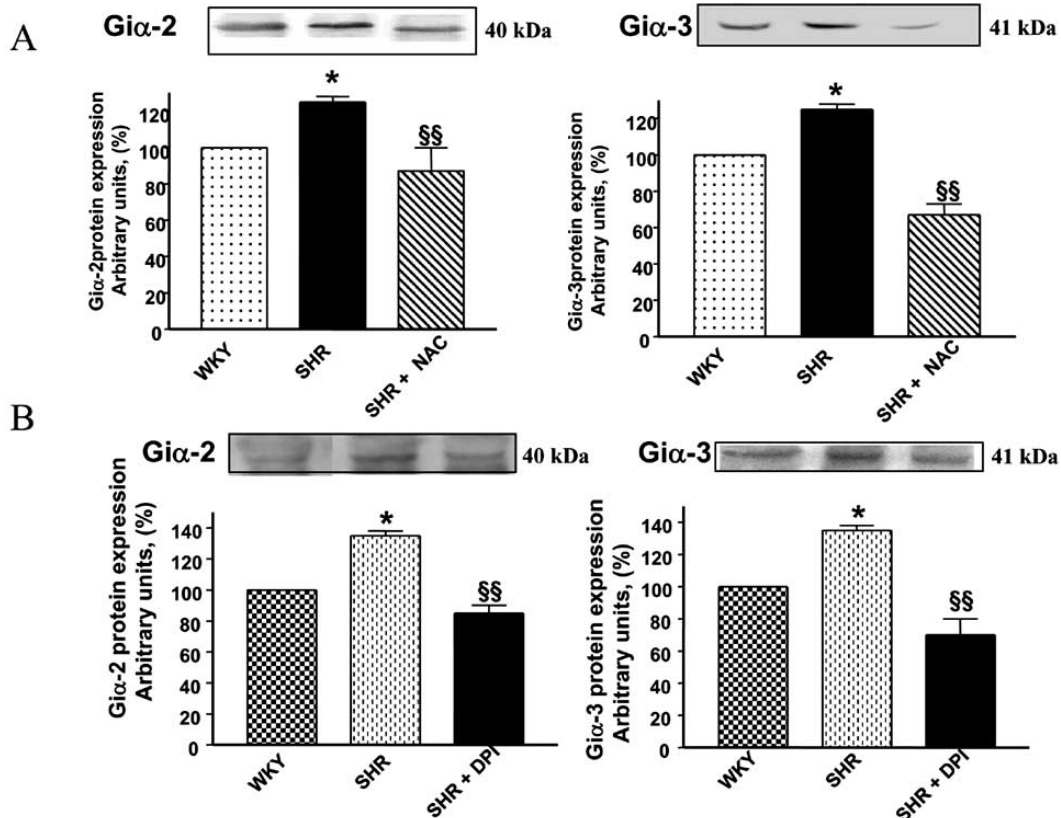 A
Giα-2
40 kDa
Giα-2protein expression
Arbitrary units, (%)
120
100
80
60
40
20
0
*
§§
WKY
SHR
SHR + NAC
Giα-3
41 kDa
Giα-3protein expression
Arbitrary units, (%)
120
100
80
60
40
20
0
*
§§
WKY
SHR
SHR + NAC
B
Giα-2
40 kDa
Giα-2 protein expression
Arbitrary units, (%)
140
120
100
80
60
40
20
0
*
§§
WKY
SHR
SHR + DPI
Giα-3
41 kDa
Giα-3 protein expression
Arbitrary units, (%)
140
120
100
80
60
40
20
0
*
§§
WKY
SHR
SHR + DPI